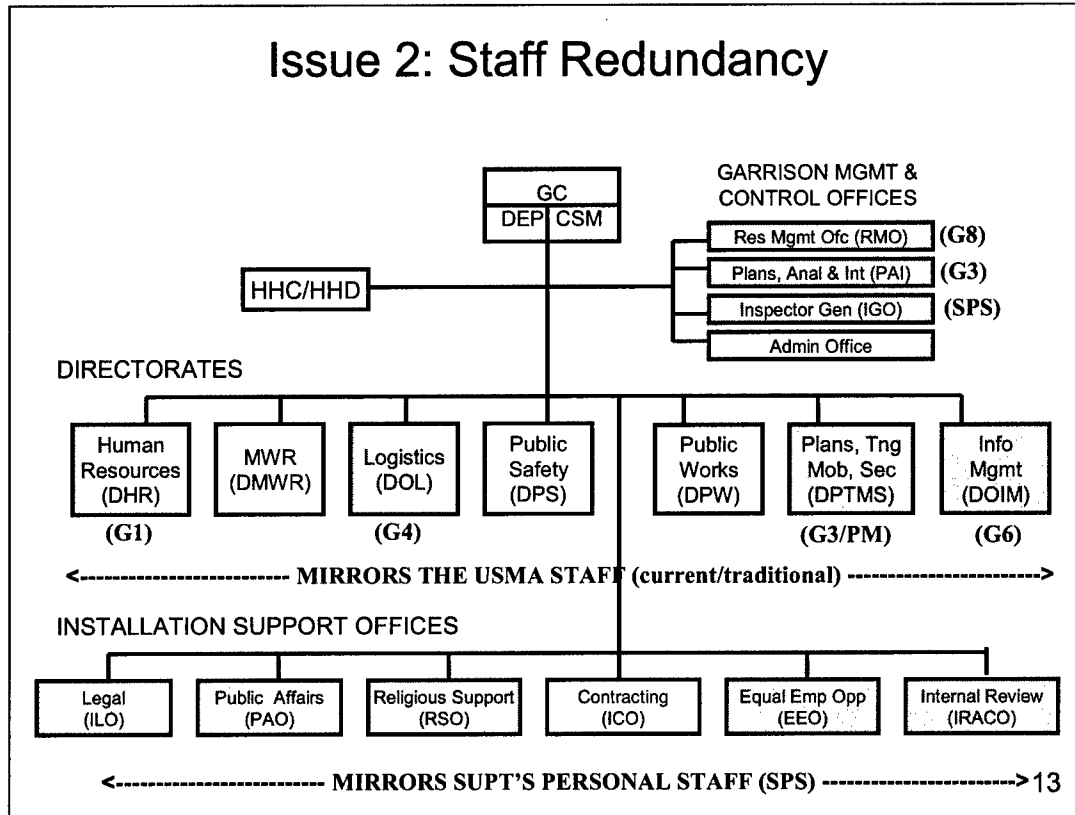 Issue 2: Staff Redundancy
GC
DEP CSM
HHC/HHD
GARRISON MGMT &
CONTROL OFFICES
Res Mgmt Ofc (RMO) (G8)
Plans, Anal & Int (PAI) (G3)
Inspector Gen (IGO) (SPS)
Admin Office
DIRECTORATES
Human
Resources
(DHR)
(G1)
MWR
(DMWR)
Logistics
(DOL)
(G4)
Public
Safety
(DPS)
Public
Works
(DPW)
Plans, Tng
Mob, Sec
(DPTMS)
(G3/PM)
Info
Mgmt
(DOIM)
(G6)
<---------------------- MIRRORS THE USMA STAFF (current/traditional) -------------------->
INSTALLATION SUPPORT OFFICES
Legal
(ILO)
Public Affairs
(PAO)
Religious Support
(RSO)
Contracting
(ICO)
Equal Emp Opp
(EEO)
Internal Review
(IRACO)
<----------------------- MIRRORS SUPT'S PERSONAL STAFF (SPS) ----------------------->
13